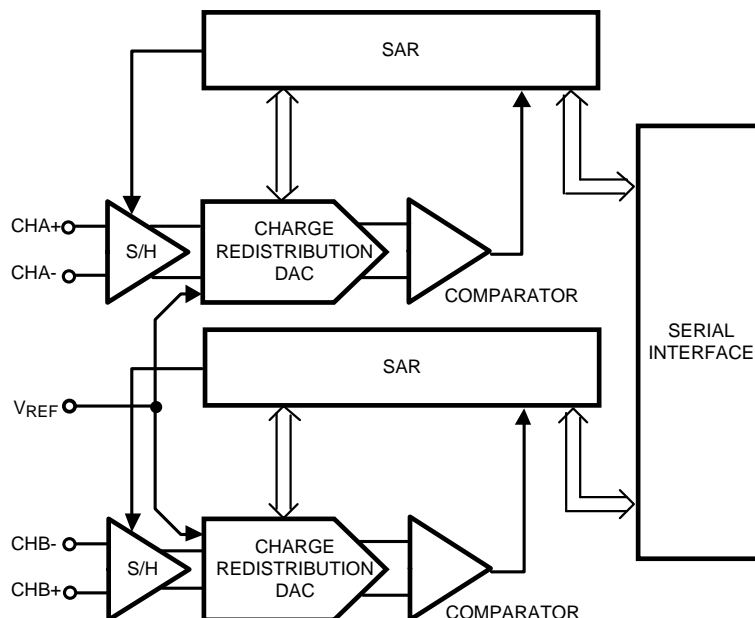 SAR
CHA+
CHA-
S/H
CHARGE
REDISTRIBUTION
DAC
COMPARATOR
SERIAL
INTERFACE
SAR
VREF
CHB-
CHB+
S/H
CHARGE
REDISTRIBUTION
DAC
COMPARATOR